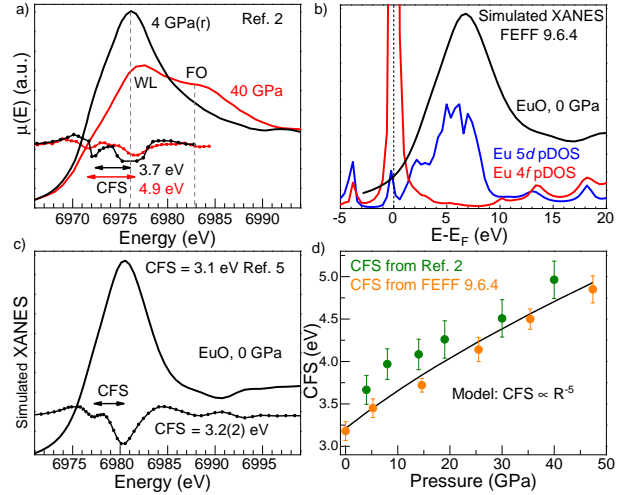 a)
Ref. 2
4 GPa(r)
FO
WL
40 GPa
3.7 eV
CFS
4.9 eV
μ(E) (a.u.)
6970 6975 6980 6985 6990
Energy (eV)
b)
Simulated XANES
FEFF 9.6.4
EuO, 0 GPa
Eu 5d pDOS
Eu 4f pDOS
-5 0 5 10 15 20
E-E_F (eV)
c)
CFS = 3.1 eV Ref. 5
EuO, 0 GPa
CFS
CFS = 3.2(2) eV
Simulated XANES
6975 6980 6985 6990 6995
Energy (eV)
d)
CFS from Ref. 2
CFS from FEFF 9.6.4
Model: CFS ∝ R⁻⁵
CFS (eV)
5.0
4.5
4.0
3.5
3.0
0 10 20 30 40 50
Pressure (GPa)